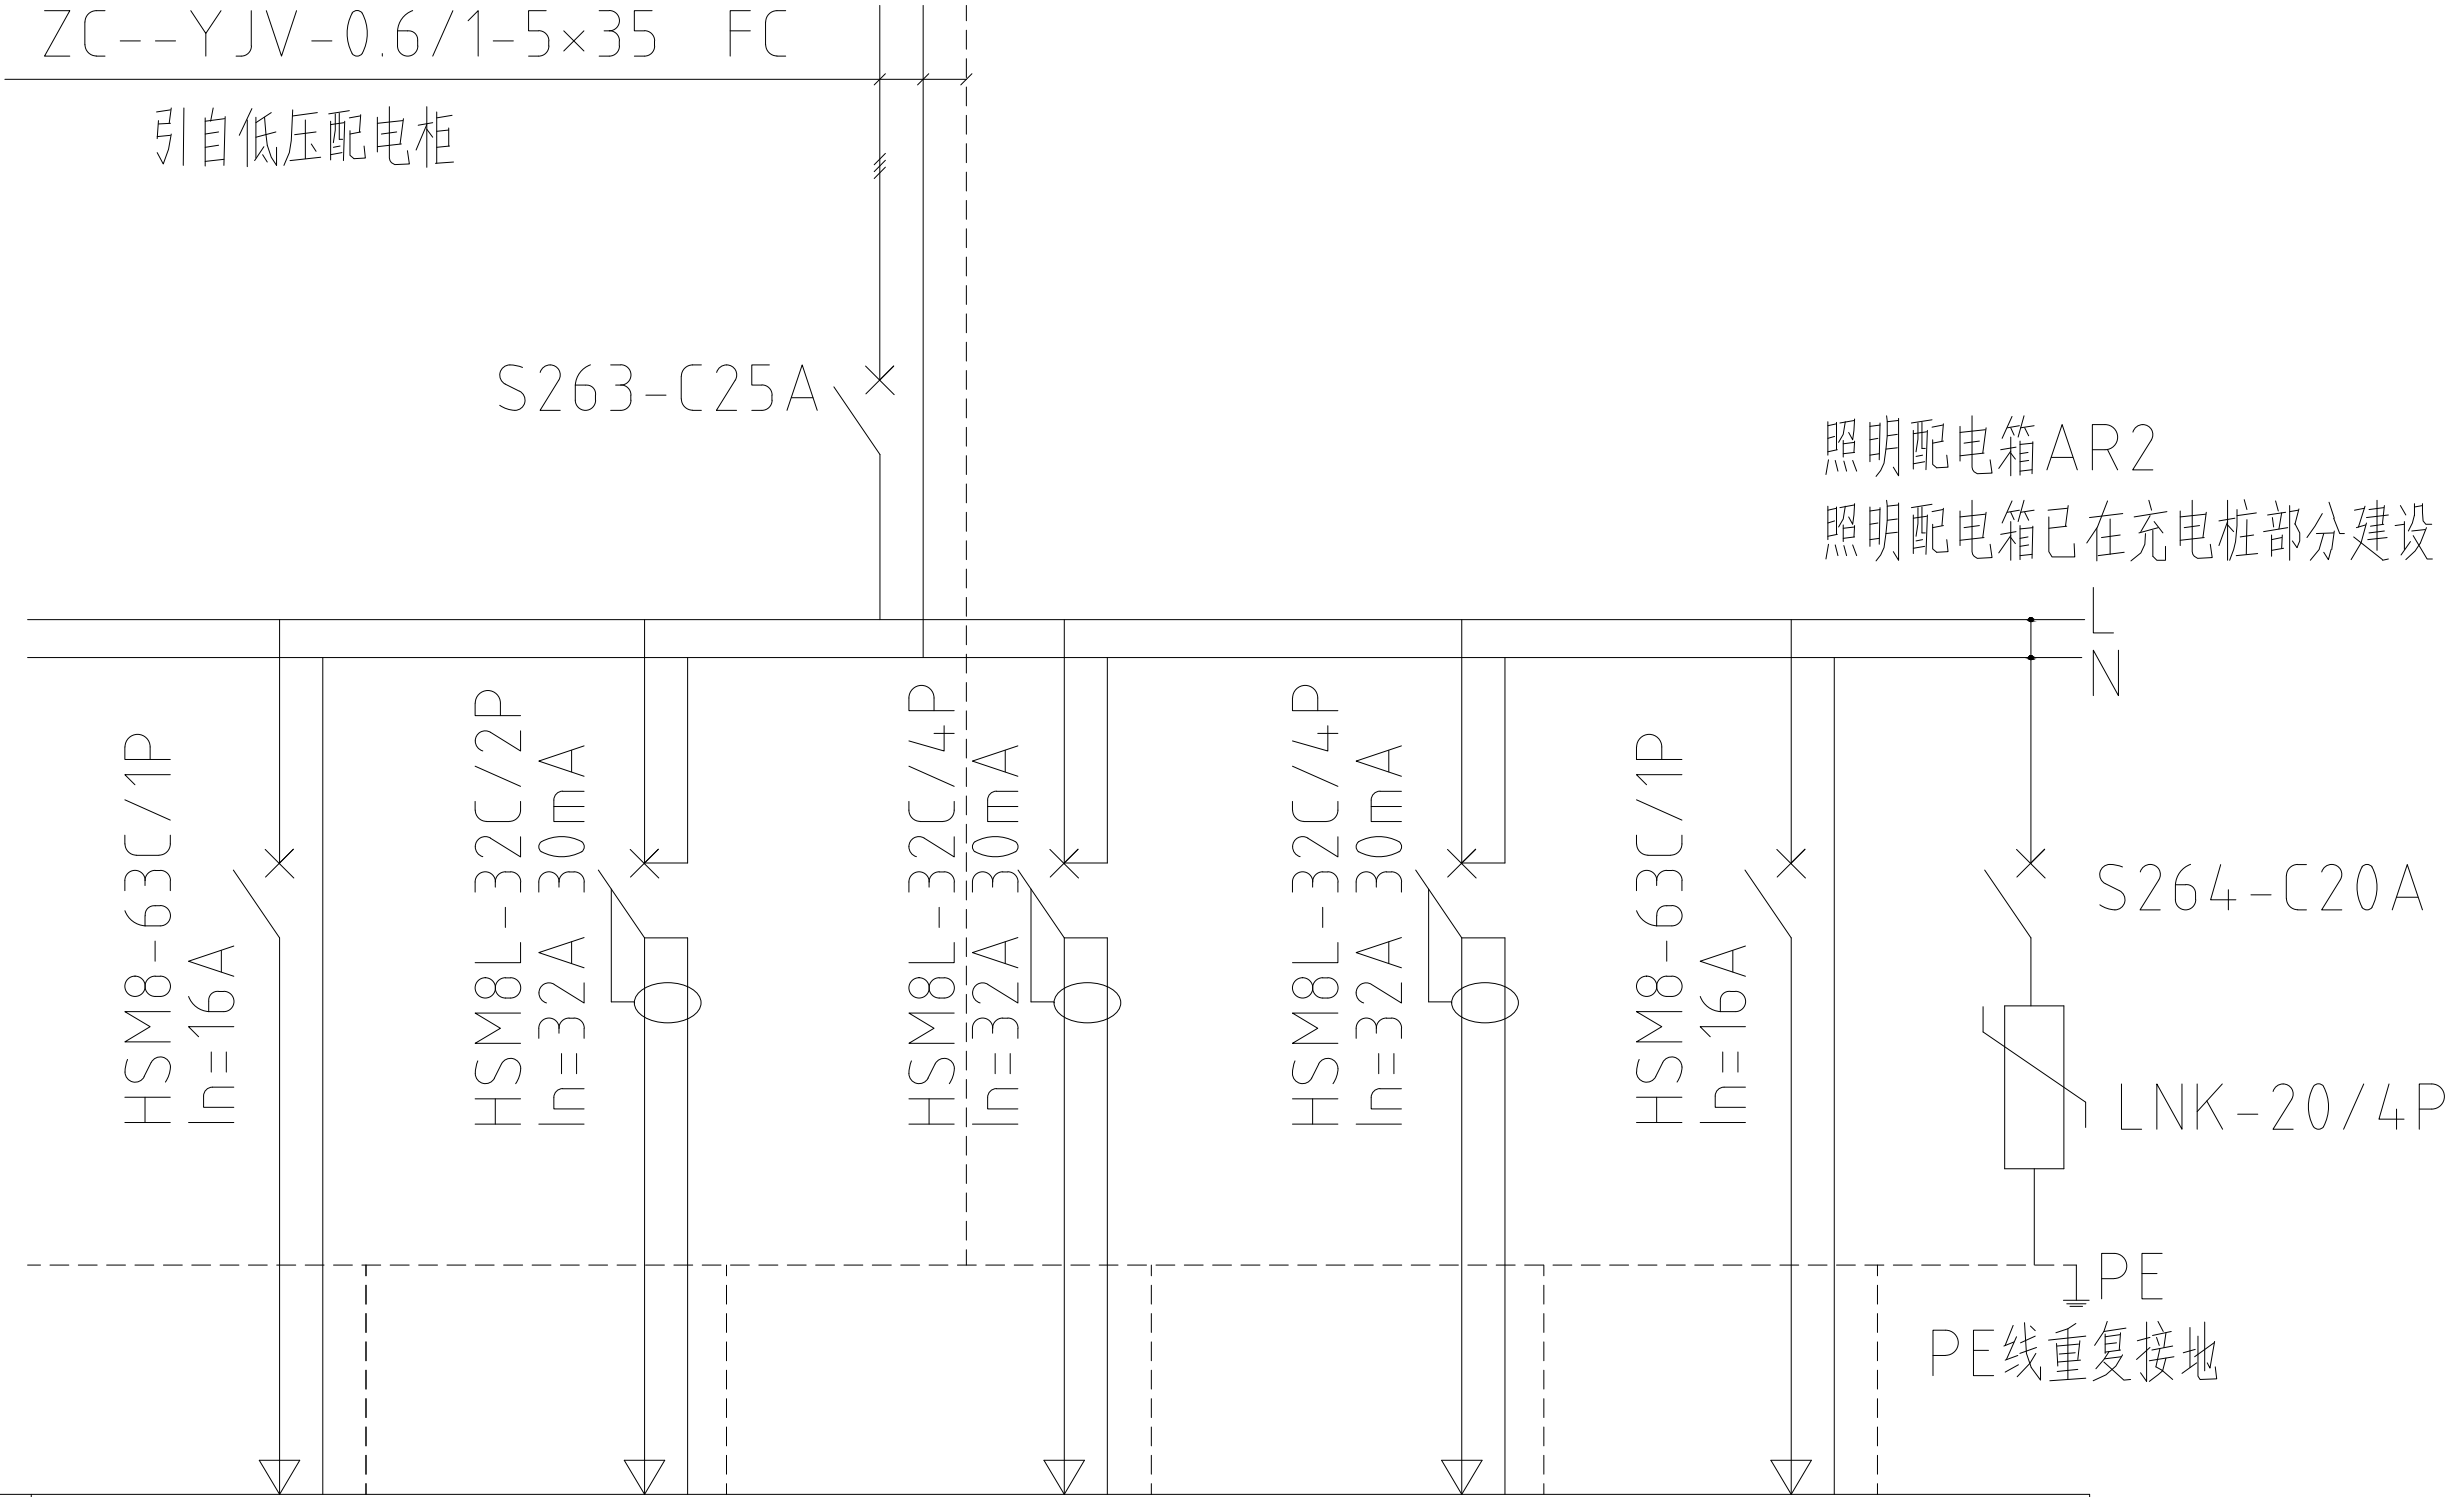 ZC--YJV-0.6/1-5×35 FC
引自低压配电柜
S263-C25A
照明配电箱AR2
照明配电箱已在充电桩部分建设
L
N
HSM8-63C/1P
In=16A
HSM8L-32C/2P
In=32A 30mA
HSM8L-32C/4P
In=32A 30mA
HSM8L-32C/4P
In=32A 30mA
HSM8-63C/1P
In=16A
S264-C20A
LNK-20/4P
PE
PE线重复接地